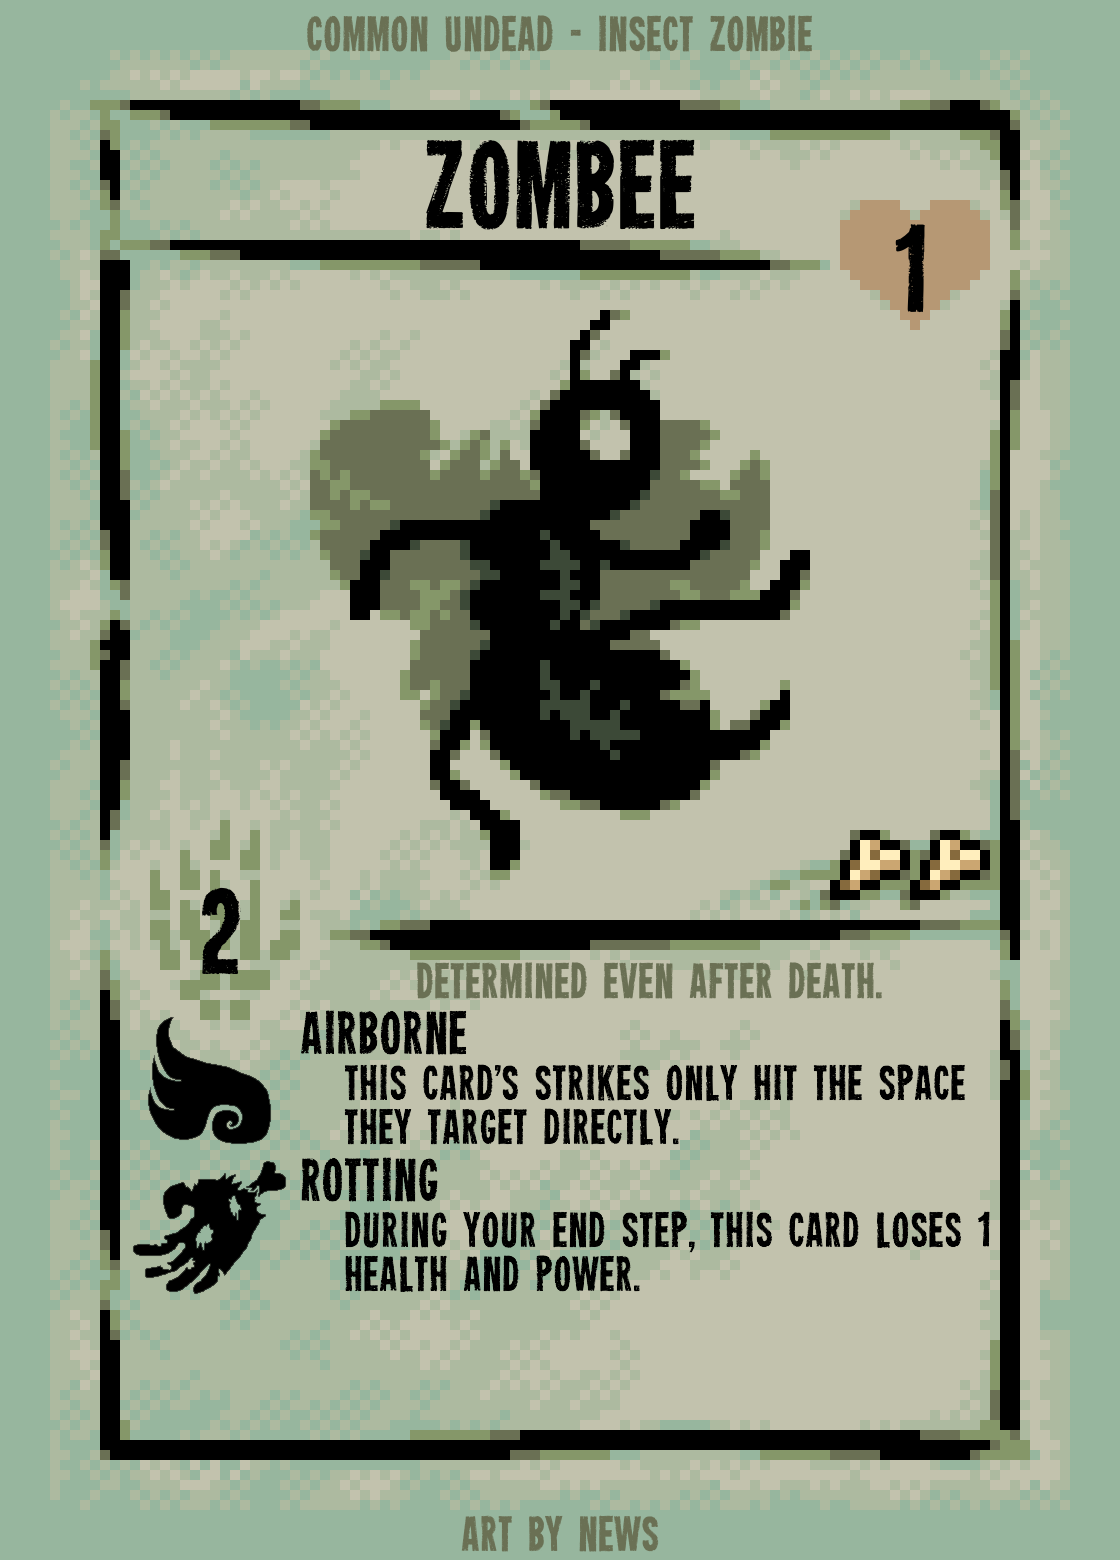 COMMON UNDEAD - INSECT ZOMBIE
ZOMBEE
1
2
DETERMINED EVEN AFTER DEATH.
AIRBORNE
THIS CARD'S STRIKES ONLY HIT THE SPACE
THEY TARGET DIRECTLY.
ROTTING
DURING YOUR END STEP, THIS CARD LOSES 1
HEALTH AND POWER.
ART BY NEWS